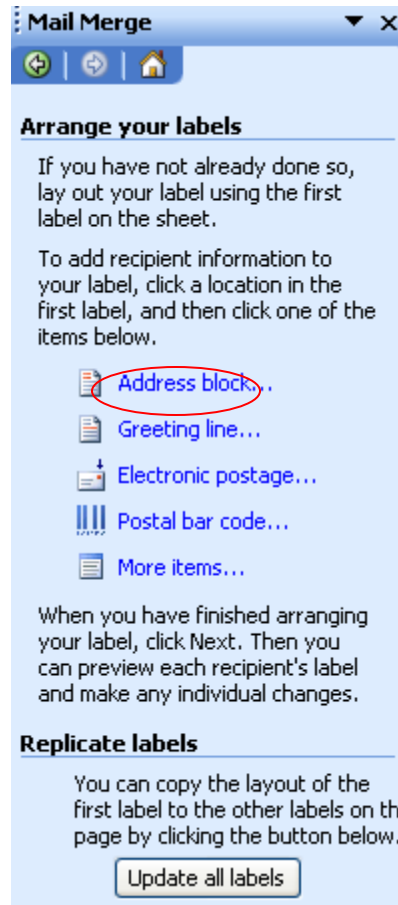 Mail Merge
Arrange your labels
If you have not already done so,
lay out your label using the first
label on the sheet.
To add recipient information to
your label, click a location in the
first label, and then click one of the
items below.
Address block...
Greeting line...
Electronic postage...
Postal bar code...
More items...
When you have finished arranging
your label, click Next. Then you
can preview each recipient's label
and make any individual changes.
Replicate labels
You can copy the layout of the
first label to the other labels on th
page by clicking the button below.
Update all labels